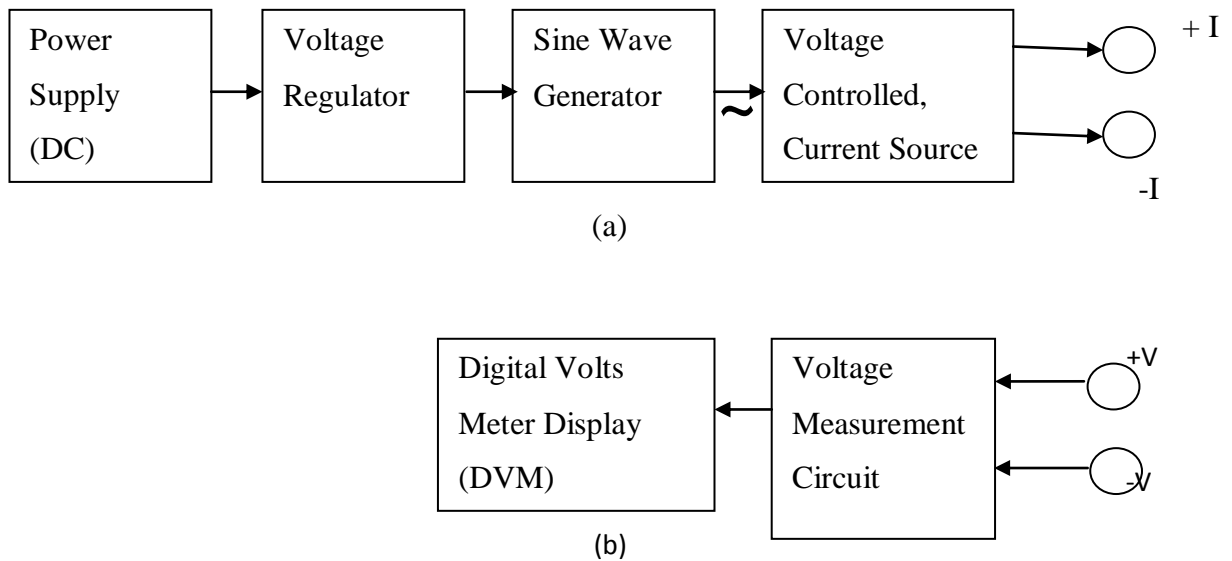 Power
Supply
(DC)
Voltage
Regulator
Sine Wave
Generator
~
Voltage
Controlled,
Current Source
+ I
-I
(a)
Digital Volts
Meter Display
(DVM)
Voltage
Measurement
Circuit
+V
-V
(b)